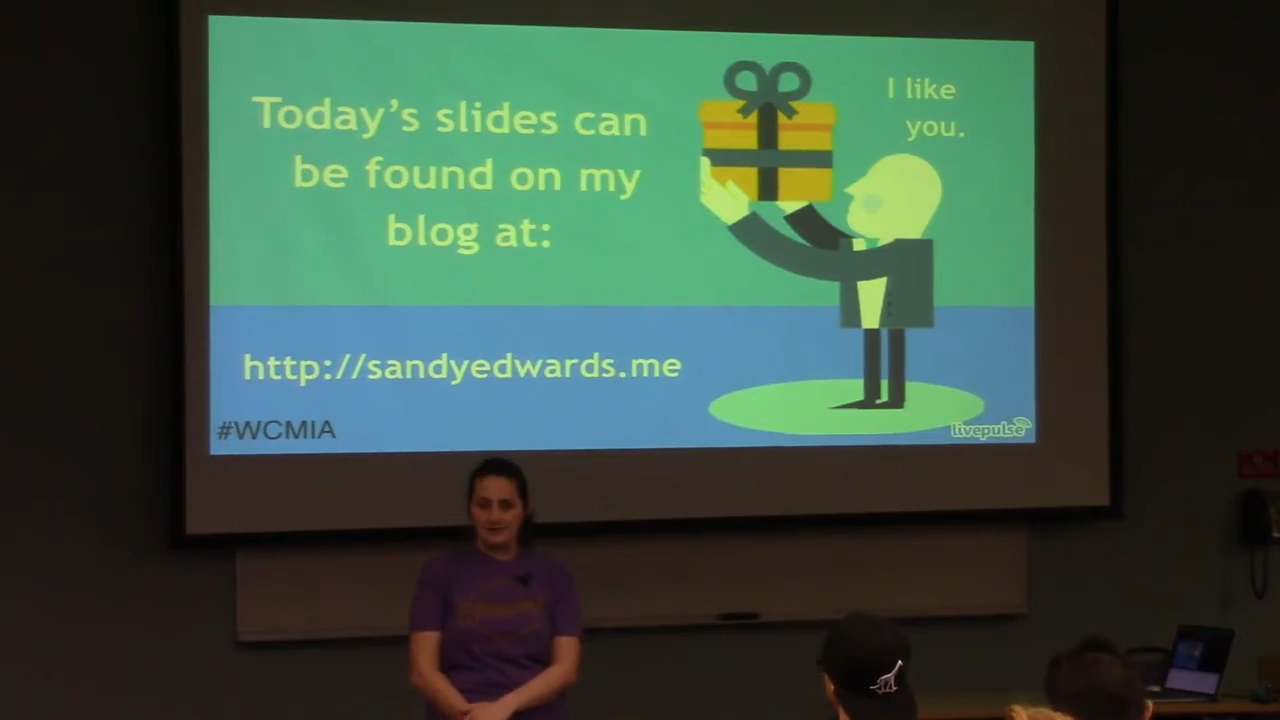 Today's slides can
be found on my
blog at:
I like
you.
http://sandyedwards.me
#WCMIA
livepulse